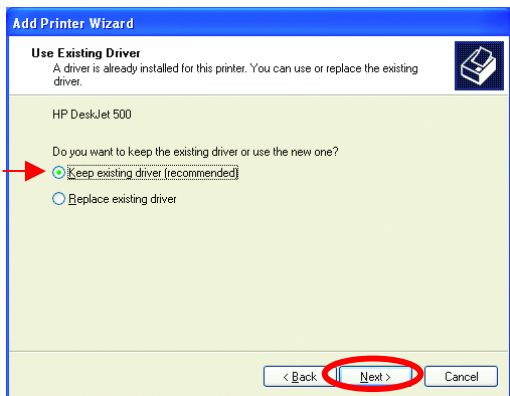 Add Printer Wizard
Use Existing Driver
A driver is already installed for this printer. You can use or replace the existing
driver.
HP DeskJet 500
Do you want to keep the existing driver or use the new one?
Keep existing driver (recommended)
Replace existing driver
< Back
Next >
Cancel